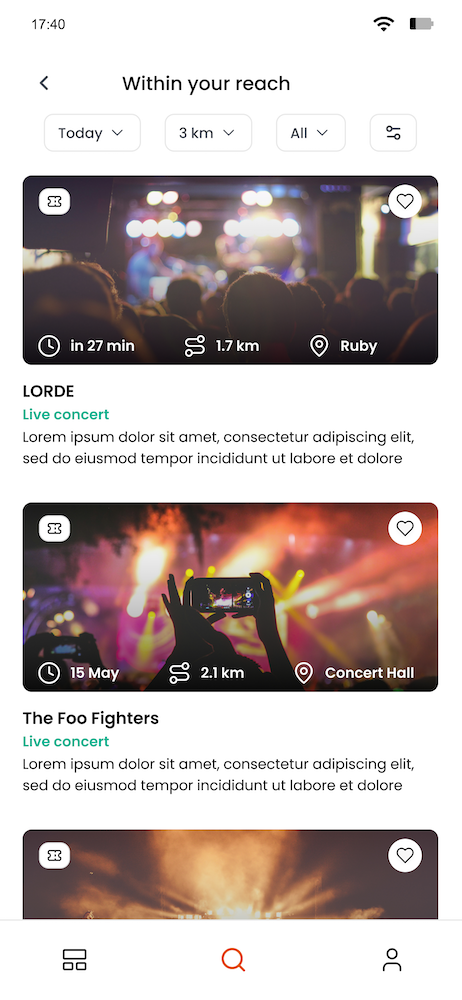 17:40
Within your reach
Today
3 km
All
in 27 min
1.7 km
Ruby
LORDE
Live concert
Lorem ipsum dolor sit amet, consectetur adipiscing elit,
sed do eiusmod tempor incididunt ut labore et dolore
15 May
2.1 km
Concert Hall
The Foo Fighters
Live concert
Lorem ipsum dolor sit amet, consectetur adipiscing elit,
sed do eiusmod tempor incididunt ut labore et dolore